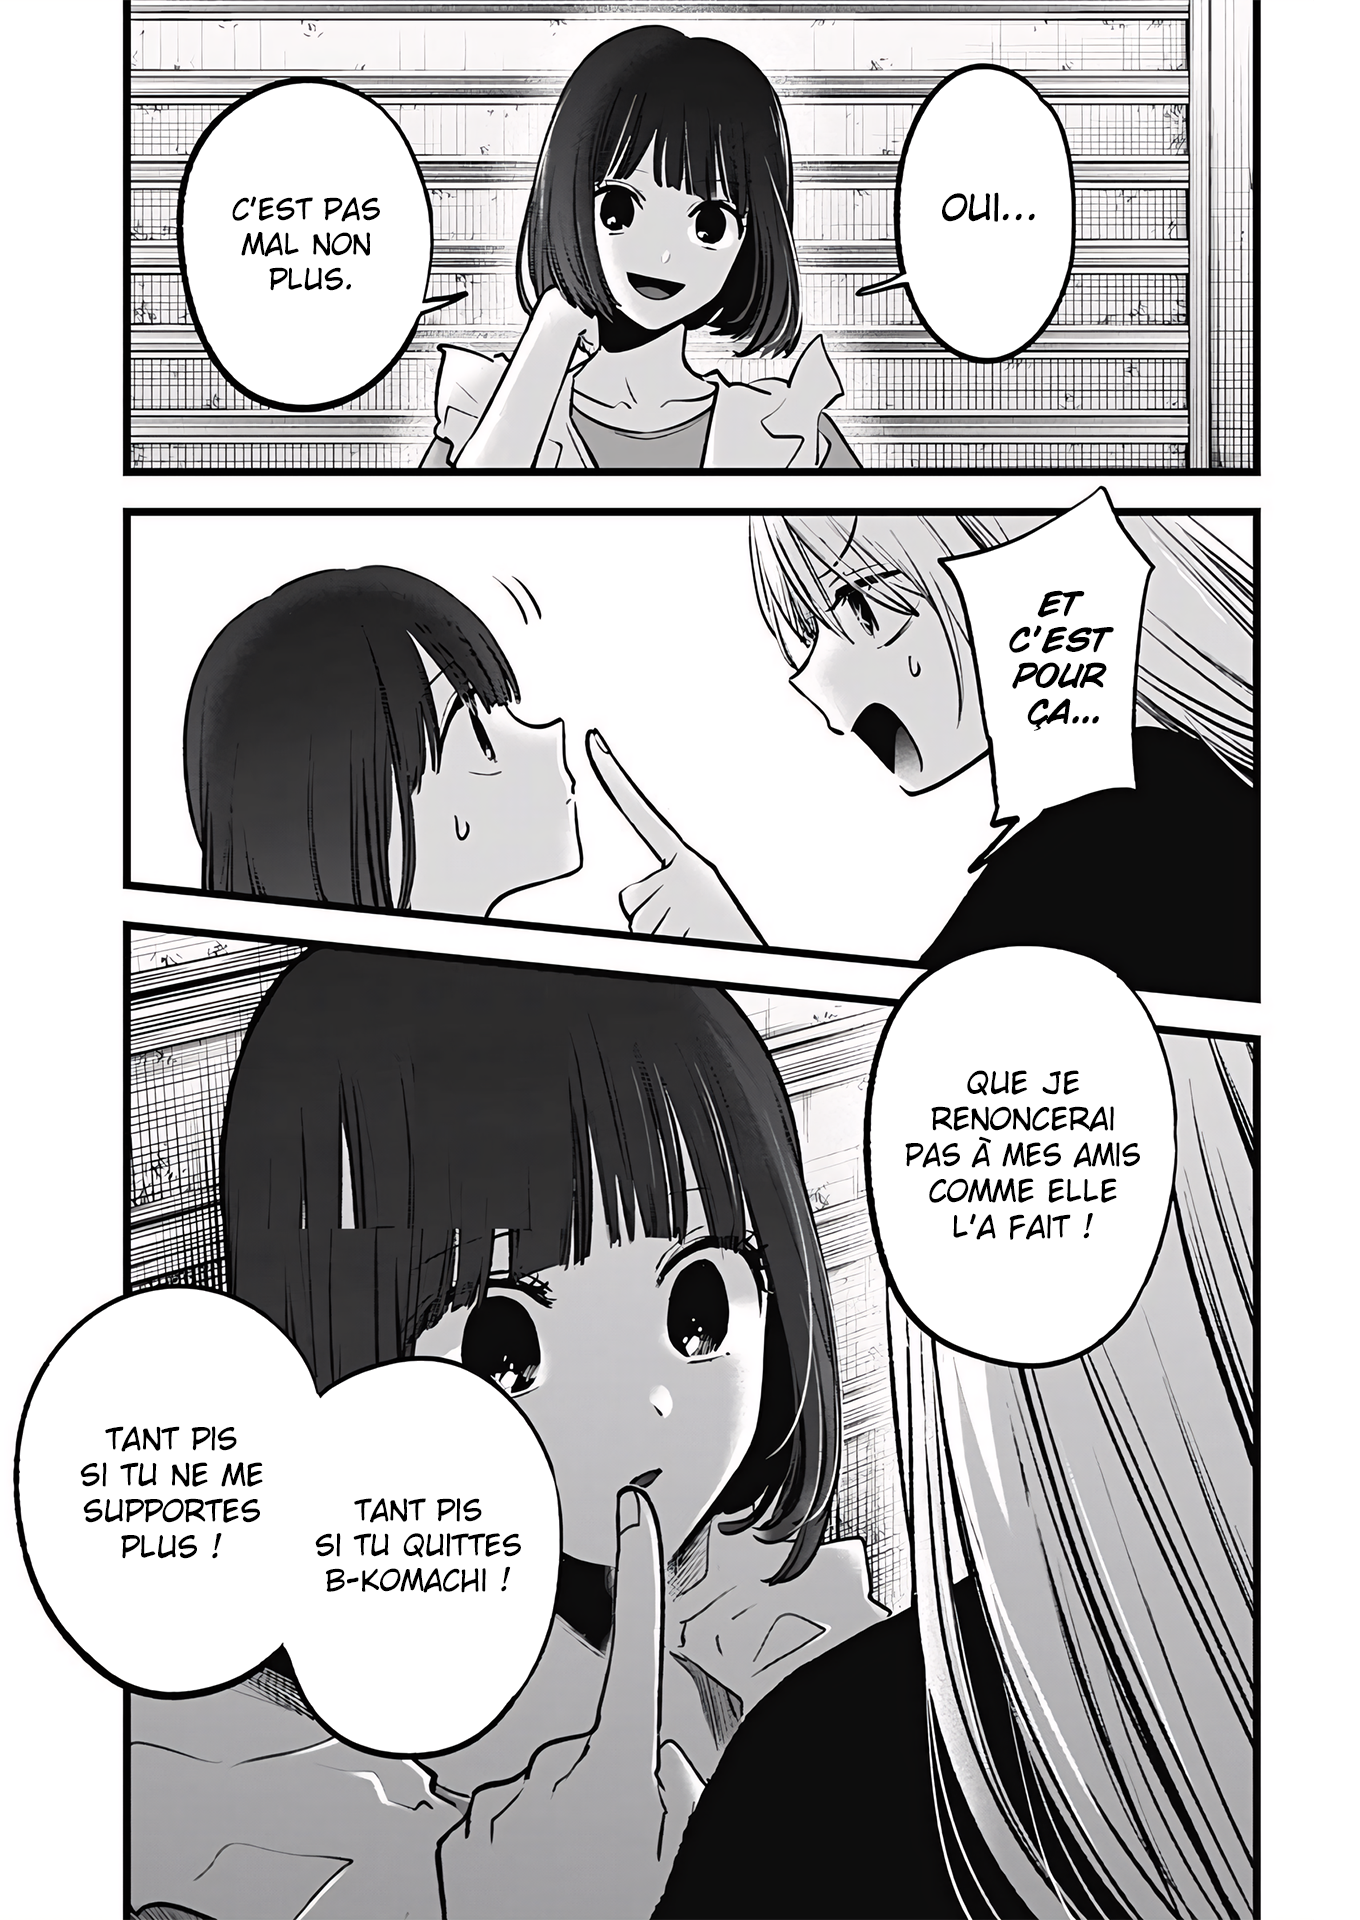 OUI...
C'EST PAS
MAL NON
PLUS.
ET
C'EST
POUR
ÇA...
QUE JE
RENONCERAI
PAS À MES AMIS
COMME ELLE
L'A FAIT !
TANT PIS
SI TU QUITTES
B-KOMACHI !
TANT PIS
SI TU NE ME
SUPPORTES
PLUS !